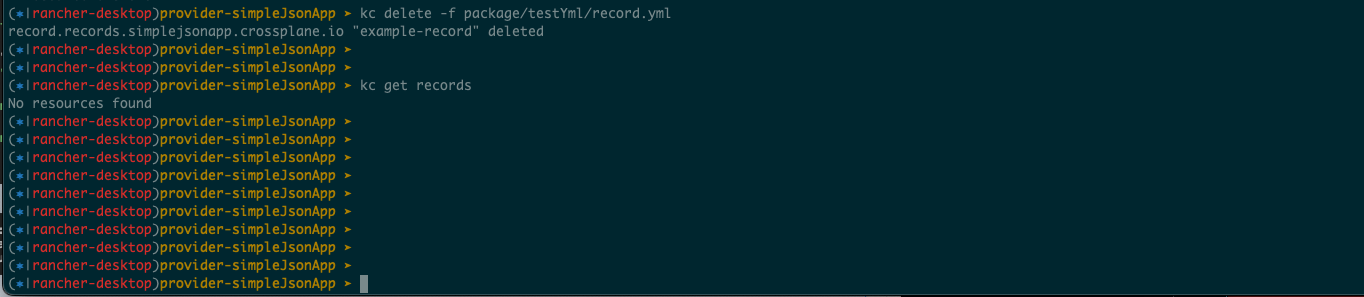 (*|rancher-desktop)provider-simpleJsonApp ➤ kc delete -f package/testYml/record.yml
record.records.simplejsonapp.crossplane.io "example-record" deleted
(*|rancher-desktop)provider-simpleJsonApp ➤
(*|rancher-desktop)provider-simpleJsonApp ➤
(*|rancher-desktop)provider-simpleJsonApp ➤ kc get records
No resources found
(*|rancher-desktop)provider-simpleJsonApp ➤
(*|rancher-desktop)provider-simpleJsonApp ➤
(*|rancher-desktop)provider-simpleJsonApp ➤
(*|rancher-desktop)provider-simpleJsonApp ➤
(*|rancher-desktop)provider-simpleJsonApp ➤
(*|rancher-desktop)provider-simpleJsonApp ➤
(*|rancher-desktop)provider-simpleJsonApp ➤
(*|rancher-desktop)provider-simpleJsonApp ➤
(*|rancher-desktop)provider-simpleJsonApp ➤
(*|rancher-desktop)provider-simpleJsonApp ➤